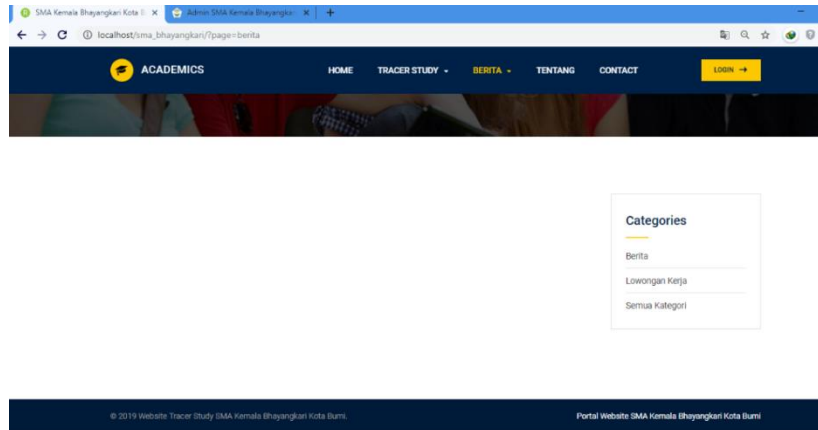 SMA Kemala Bhayangkari Kota B
Admin SMA Kemala Bhayangkar
localhost/sma_bhayangkari/?page=berita
ACADEMICS
HOME
TRACER STUDY
BERITA
TENTANG
CONTACT
LOGIN →
Categories
Berita
Lowongan Kerja
Semua Kategori
© 2019 Website Tracer Study SMA Kemala Bhayangkari Kota Bumi.
Portal Website SMA Kemala Bhayangkari Kota Bumi